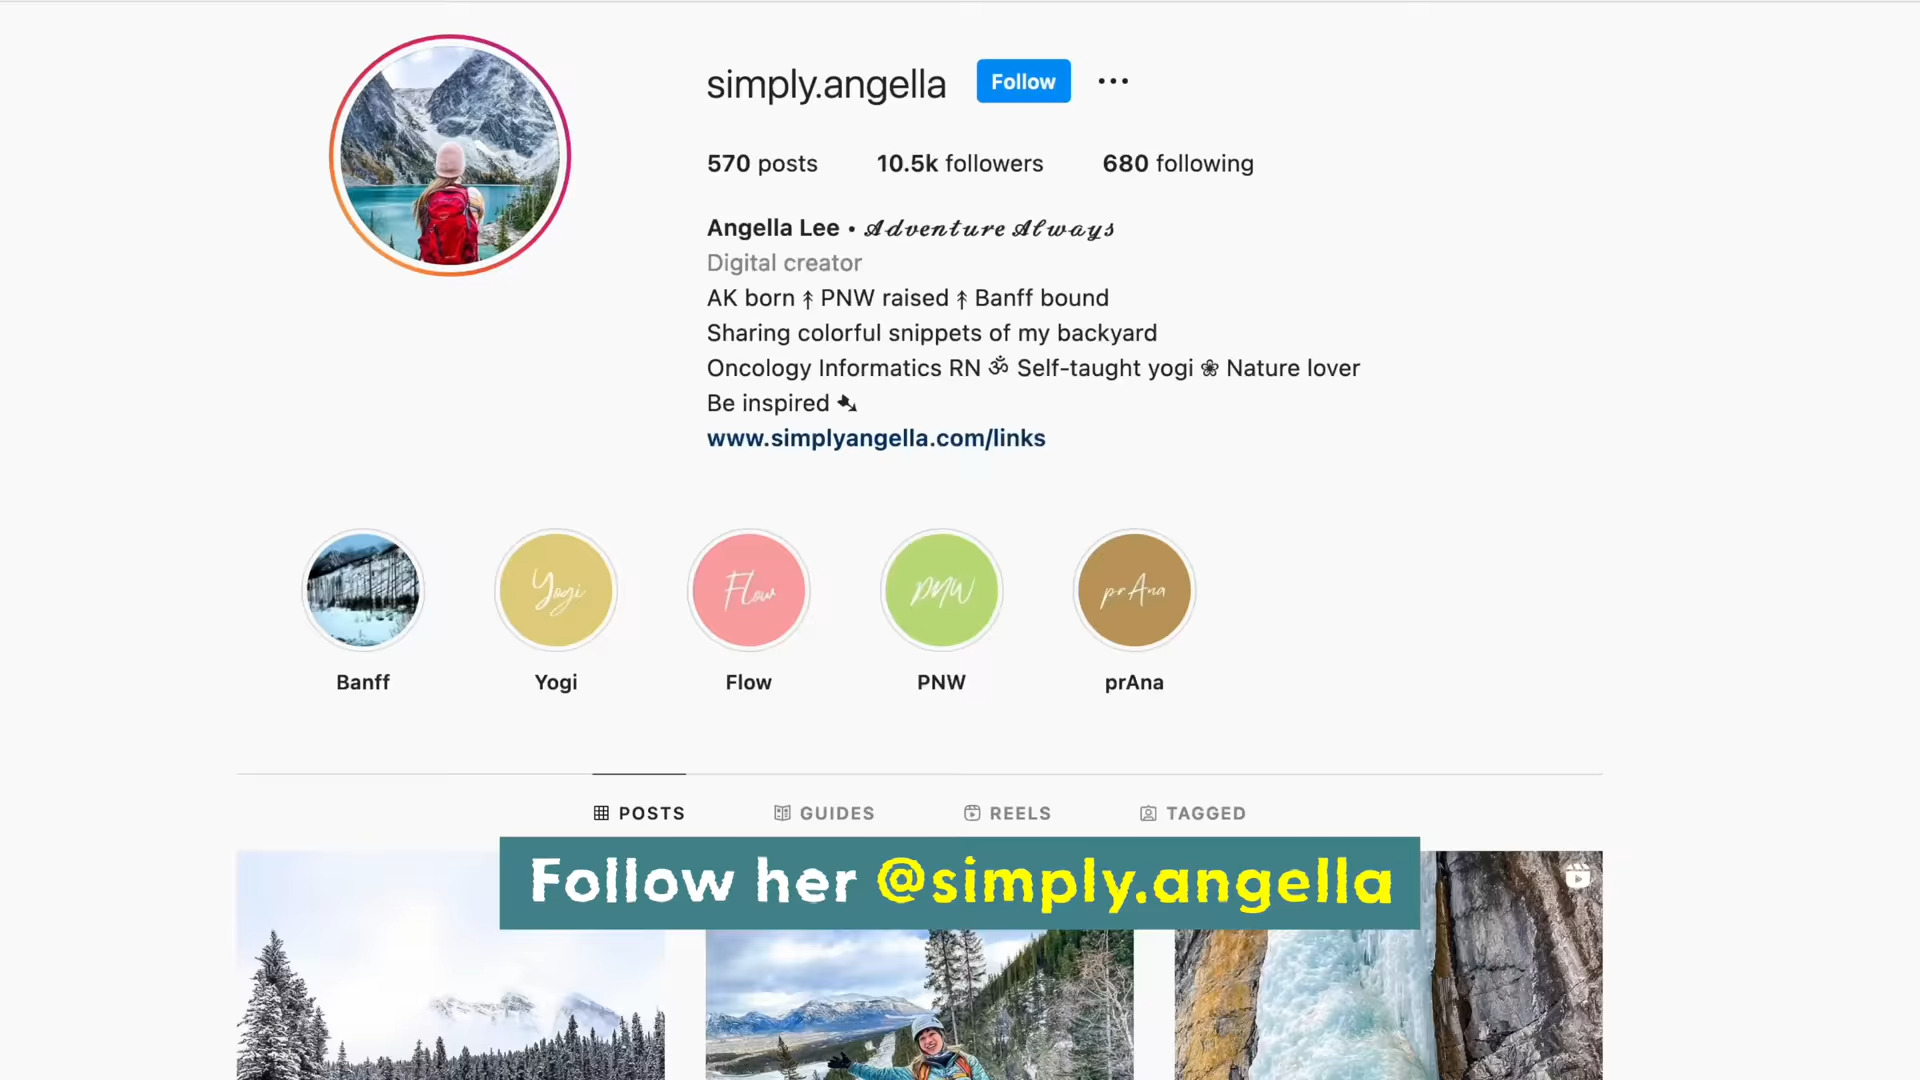 simply.angella Follow
570 posts 10.5k followers 680 following
Angella Lee • 𝓐𝓭𝓿𝓮𝓷𝓽𝓾𝓻𝓮 𝓐𝓵𝔀𝓪𝔂𝓼
Digital creator
AK born ↟ PNW raised ↟ Banff bound
Sharing colorful snippets of my backyard
Oncology Informatics RN ॐ Self-taught yogi ❀ Nature lover
Be inspired ➴
www.simplyangella.com/links
Yogi Flow PNW prAna
Banff Yogi Flow PNW prAna
POSTS GUIDES REELS TAGGED
Follow her @simply.angella